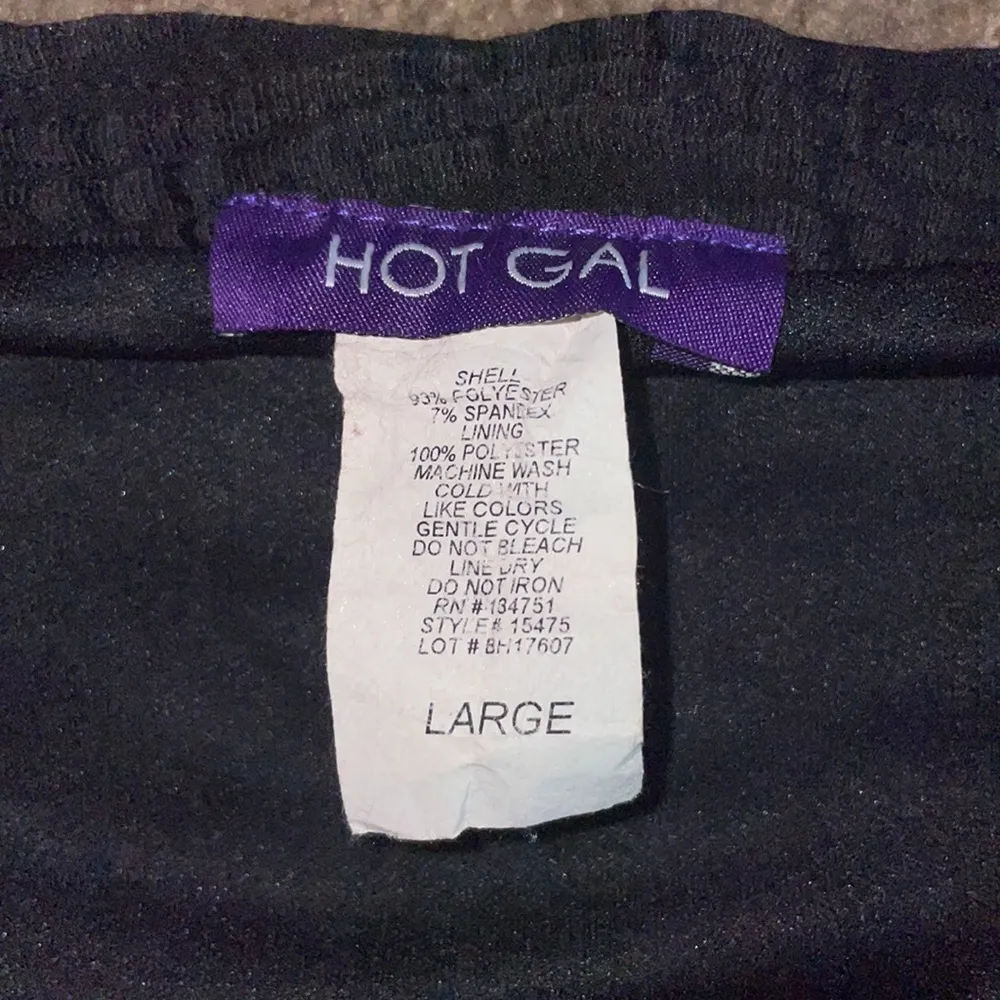 HOT GAL
SHELL
93% POLYESTER
7% SPANDEX
LINING
100% POLYESTER
MACHINE WASH
COLD WITH
LIKE COLORS
GENTLE CYCLE
DO NOT BLEACH
LINE DRY
DO NOT IRON
RN # 134751
STYLE# 15475
LOT # BH17607
LARGE